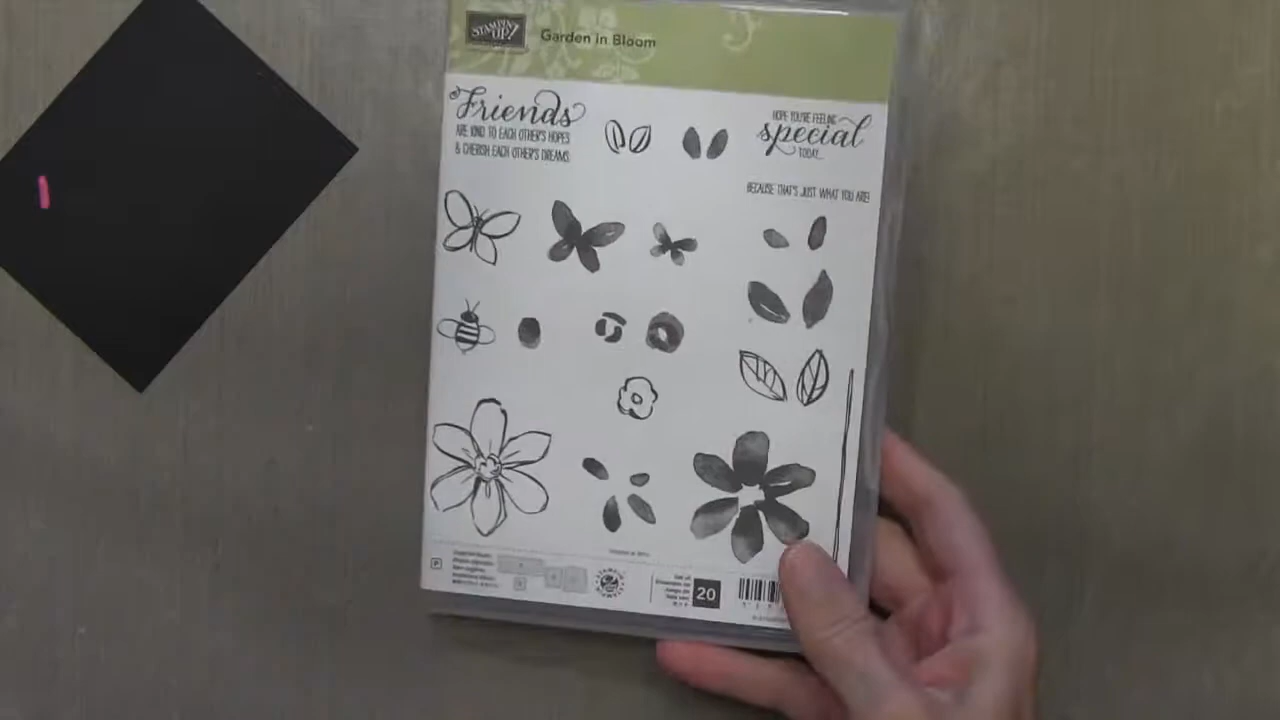 STAMPIN' UP!
Garden in Bloom
Friends
ARE KIND TO EACH OTHER'S HOPES
& CHERISH EACH OTHER'S DREAMS.
HOPE YOU'RE FEELING
special
TODAY...
BECAUSE THAT'S JUST WHAT YOU ARE!
P
20